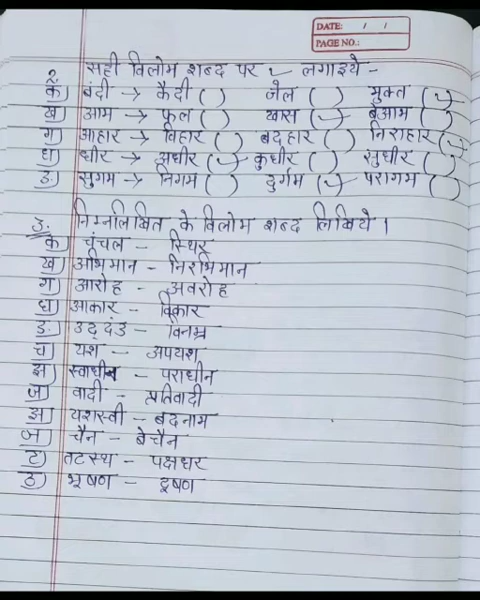 DATE: / /
PAGE NO.:
2. सही विलोम शब्द पर ✓ लगाइये -
क) बंदी → कैदी ( ) जेल ( ) मुक्त (✓)
ख) आम → फूल ( ) खास (✓) बेआम ( )
ग) आहार → विहार ( ) बदहार ( ) निराहार (✓)
घ) धीर → अधीर (✓) कुधीर ( ) सुधीर ( )
ङ) सुगम → निगम ( ) दुर्गम (✓) परागम ( )
3. निम्नलिखित के विलोम शब्द लिखिये।
क) चंचल - स्थिर
ख) अभिमान - निरभिमान
ग) आरोह - अवरोह
घ) आकार - विकार
ङ) उद्दंड - विनम्र
च) यश - अपयश
झ) स्वाधीन - पराधीन
ज) वादी - प्रतिवादी
झ) यशस्वी - बदनाम
ञ) चैन - बेचैन
ट) तटस्थ - पक्षधर
ठ) भूषण - दूषण